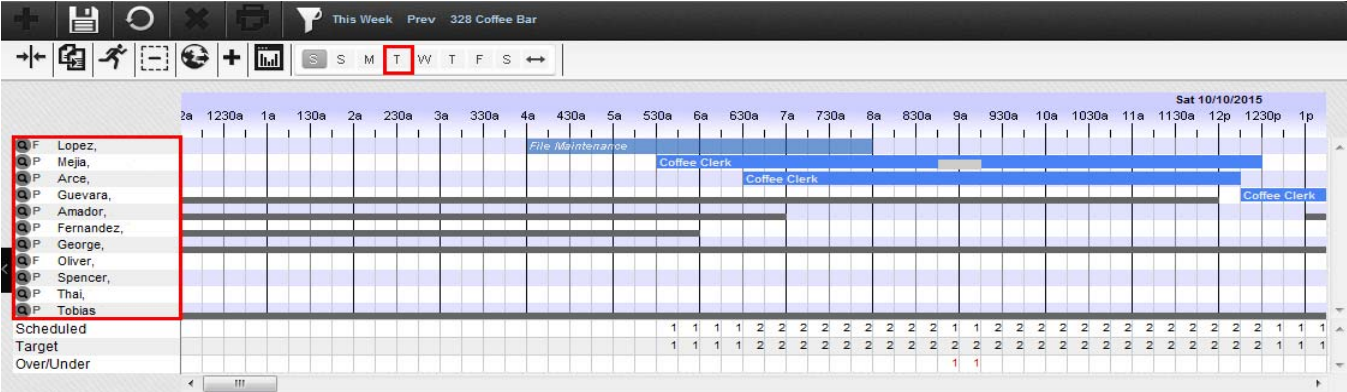 This Week Prev 328 Coffee Bar
S S M T W T F S
Sat 10/10/2015
2a 1230a 1a 130a 2a 230a 3a 330a 4a 430a 5a 530a 6a 630a 7a 730a 8a 830a 9a 930a 10a 1030a 11a 1130a 12p 1230p 1p
F Lopez, File Maintenance
P Mejia, Coffee Clerk
P Arce, Coffee Clerk
P Guevara, Coffee Clerk
P Amador,
P Fernandez,
P George,
F Oliver,
P Spencer,
P Thai,
P Tobias
Scheduled 1 1 1 1 2 2 2 2 2 2 2 2 2 1 1 2 2 2 2 2 2 2 2 2 2 2 2 2 1 1 1
Target 1 1 1 1 2 2 2 2 2 2 2 2 2 2 2 2 2 2 2 2 2 2 2 2 2 2 2 2 1 1 1
Over/Under 1 1